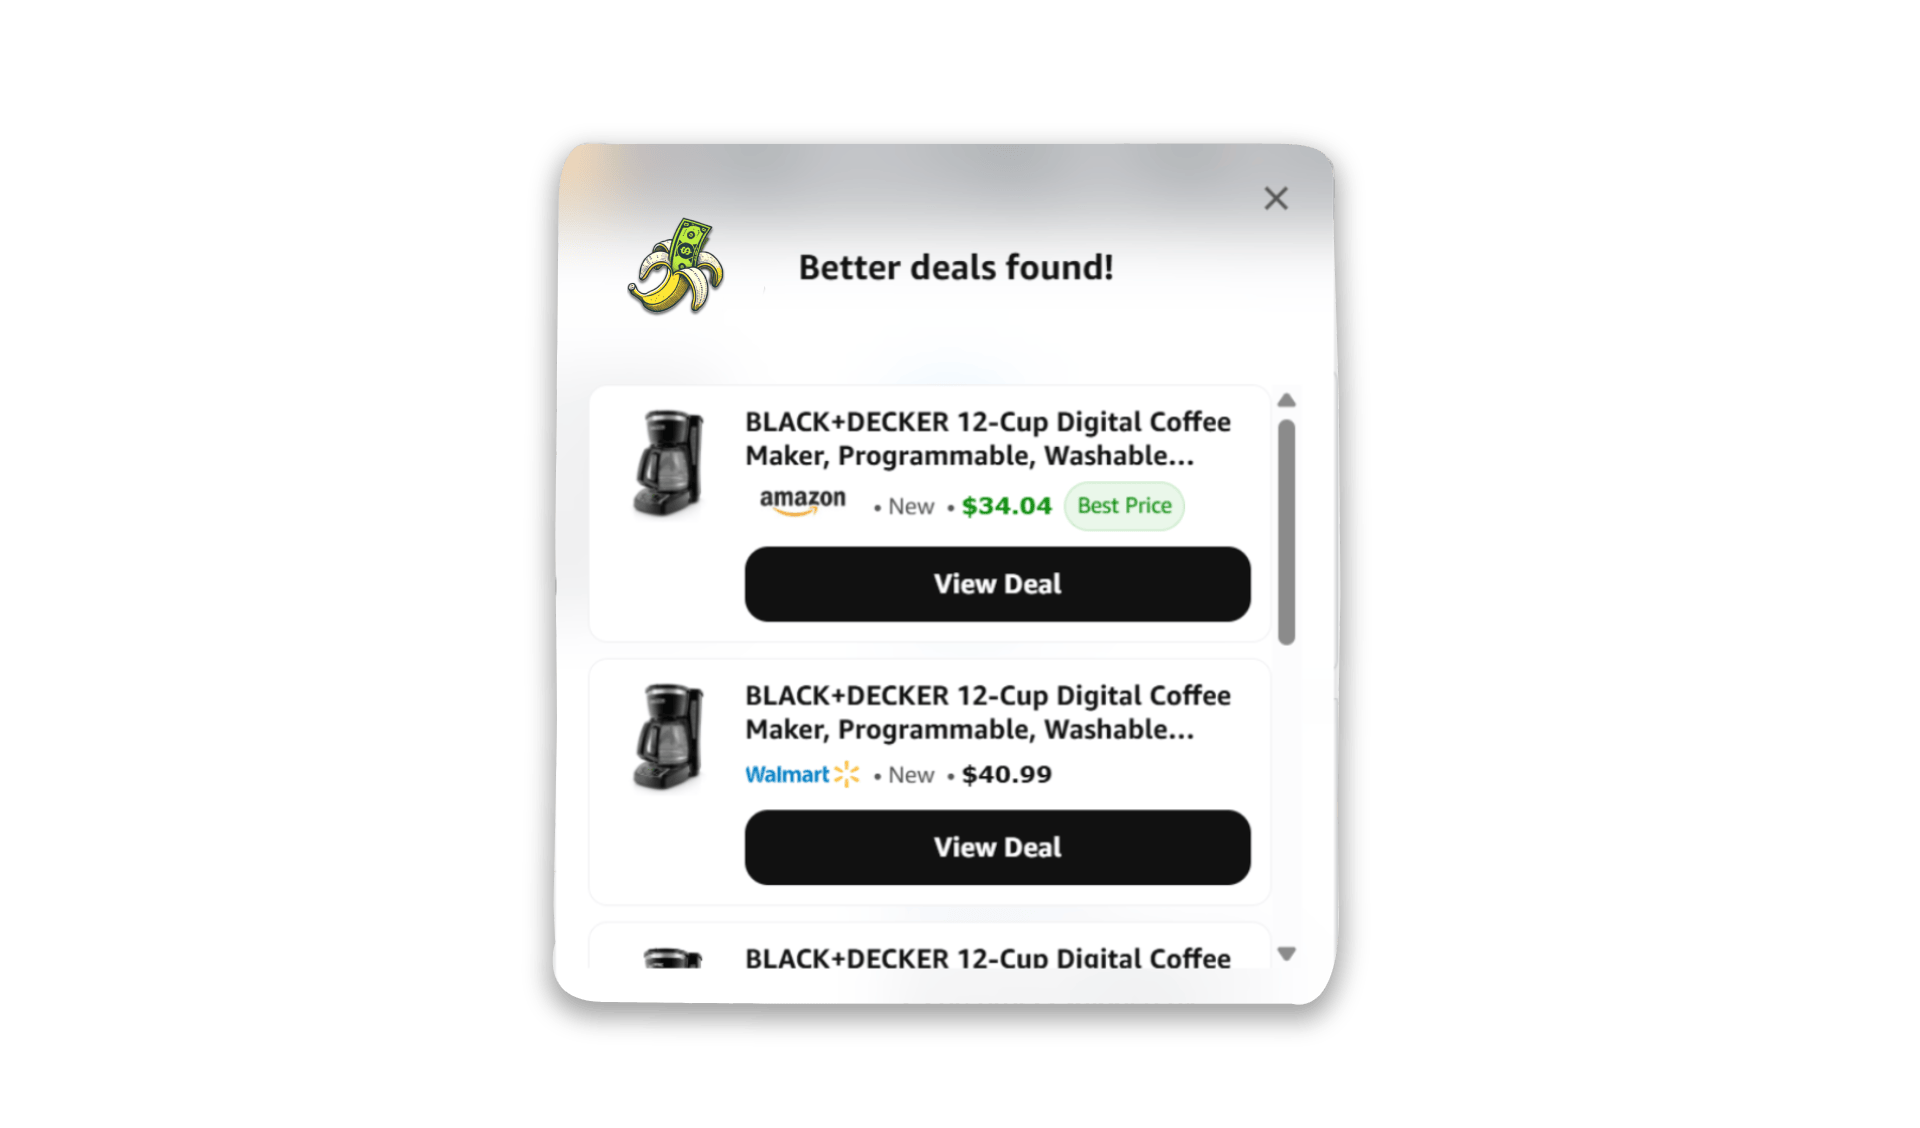 Better deals found!
BLACK+DECKER 12-Cup Digital Coffee
Maker, Programmable, Washable...
amazon • New • $34.04 Best Price
View Deal
BLACK+DECKER 12-Cup Digital Coffee
Maker, Programmable, Washable...
Walmart • New • $40.99
View Deal
BLACK+DECKER 12-Cup Digital Coffee